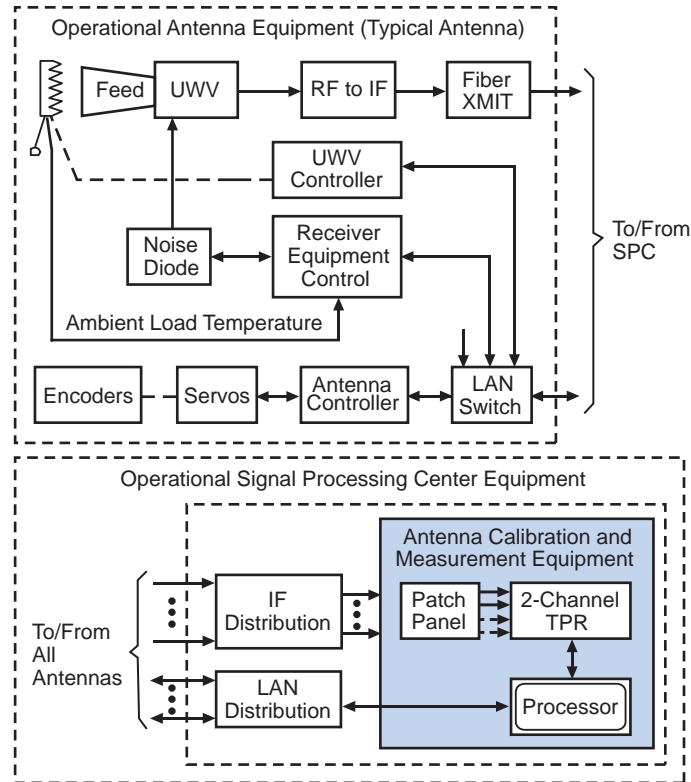 Operational Antenna Equipment (Typical Antenna)
Feed
UWV
RF to IF
Fiber
XMIT
UWV
Controller
Noise
Diode
Receiver
Equipment
Control
To/From
SPC
Ambient Load Temperature
Encoders
Servos
Antenna
Controller
LAN
Switch
Operational Signal Processing Center Equipment
Antenna Calibration and
Measurement Equipment
IF
Distribution
Patch
Panel
2-Channel
TPR
To/From
All
Antennas
LAN
Distribution
Processor